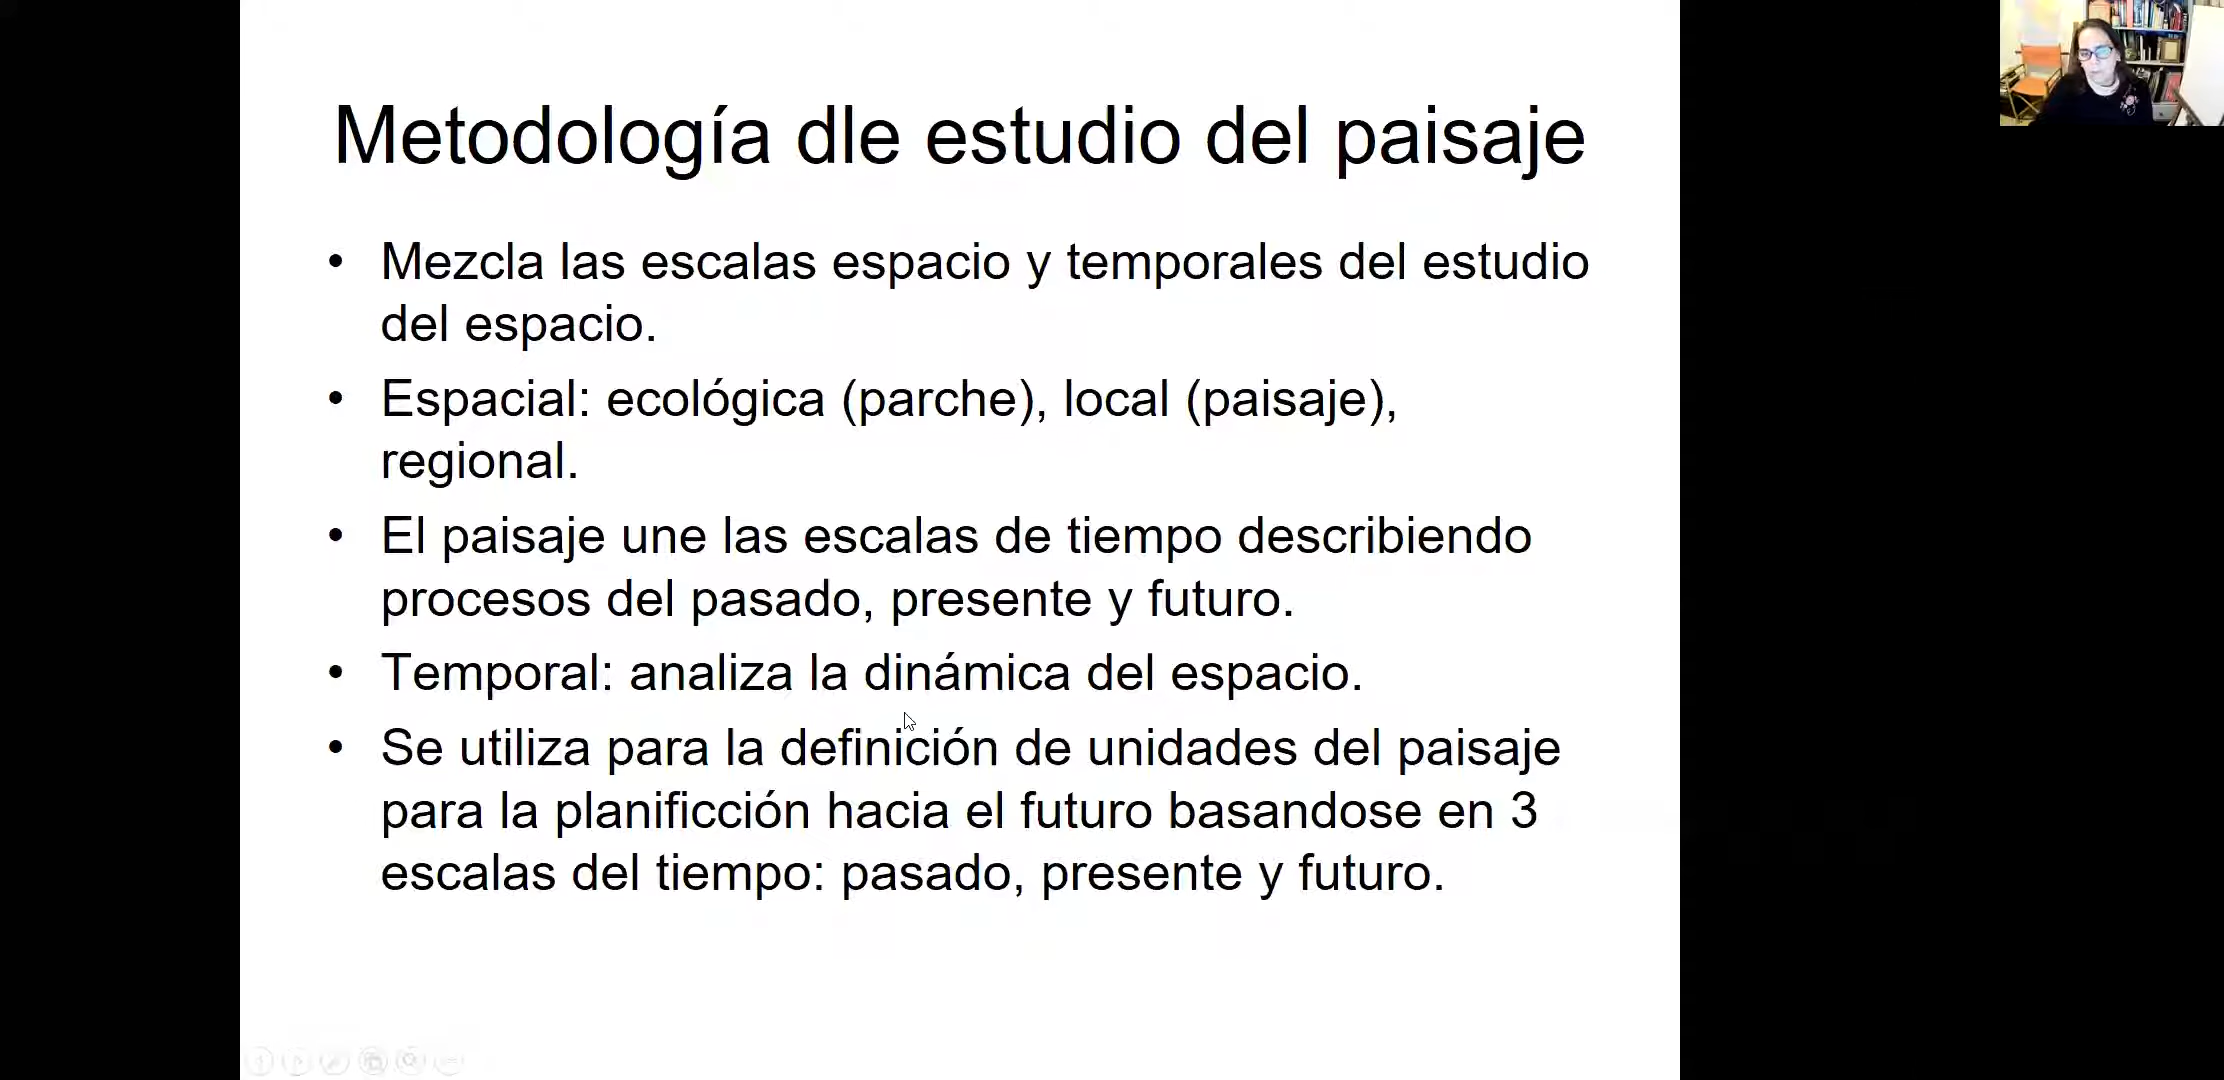 Metodología dle estudio del paisaje
• Mezcla las escalas espacio y temporales del estudio
del espacio.
• Espacial: ecológica (parche), local (paisaje),
regional.
• El paisaje une las escalas de tiempo describiendo
procesos del pasado, presente y futuro.
• Temporal: analiza la dinámica del espacio.
• Se utiliza para la definición de unidades del paisaje
para la planificción hacia el futuro basandose en 3
escalas del tiempo: pasado, presente y futuro.